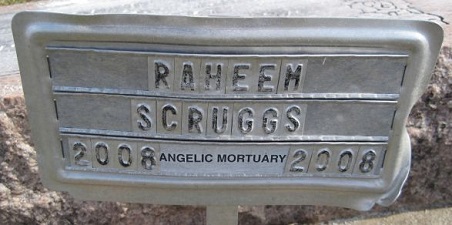 RAHEEM
SCRUGGS
2008 ANGELIC MORTUARY 2008